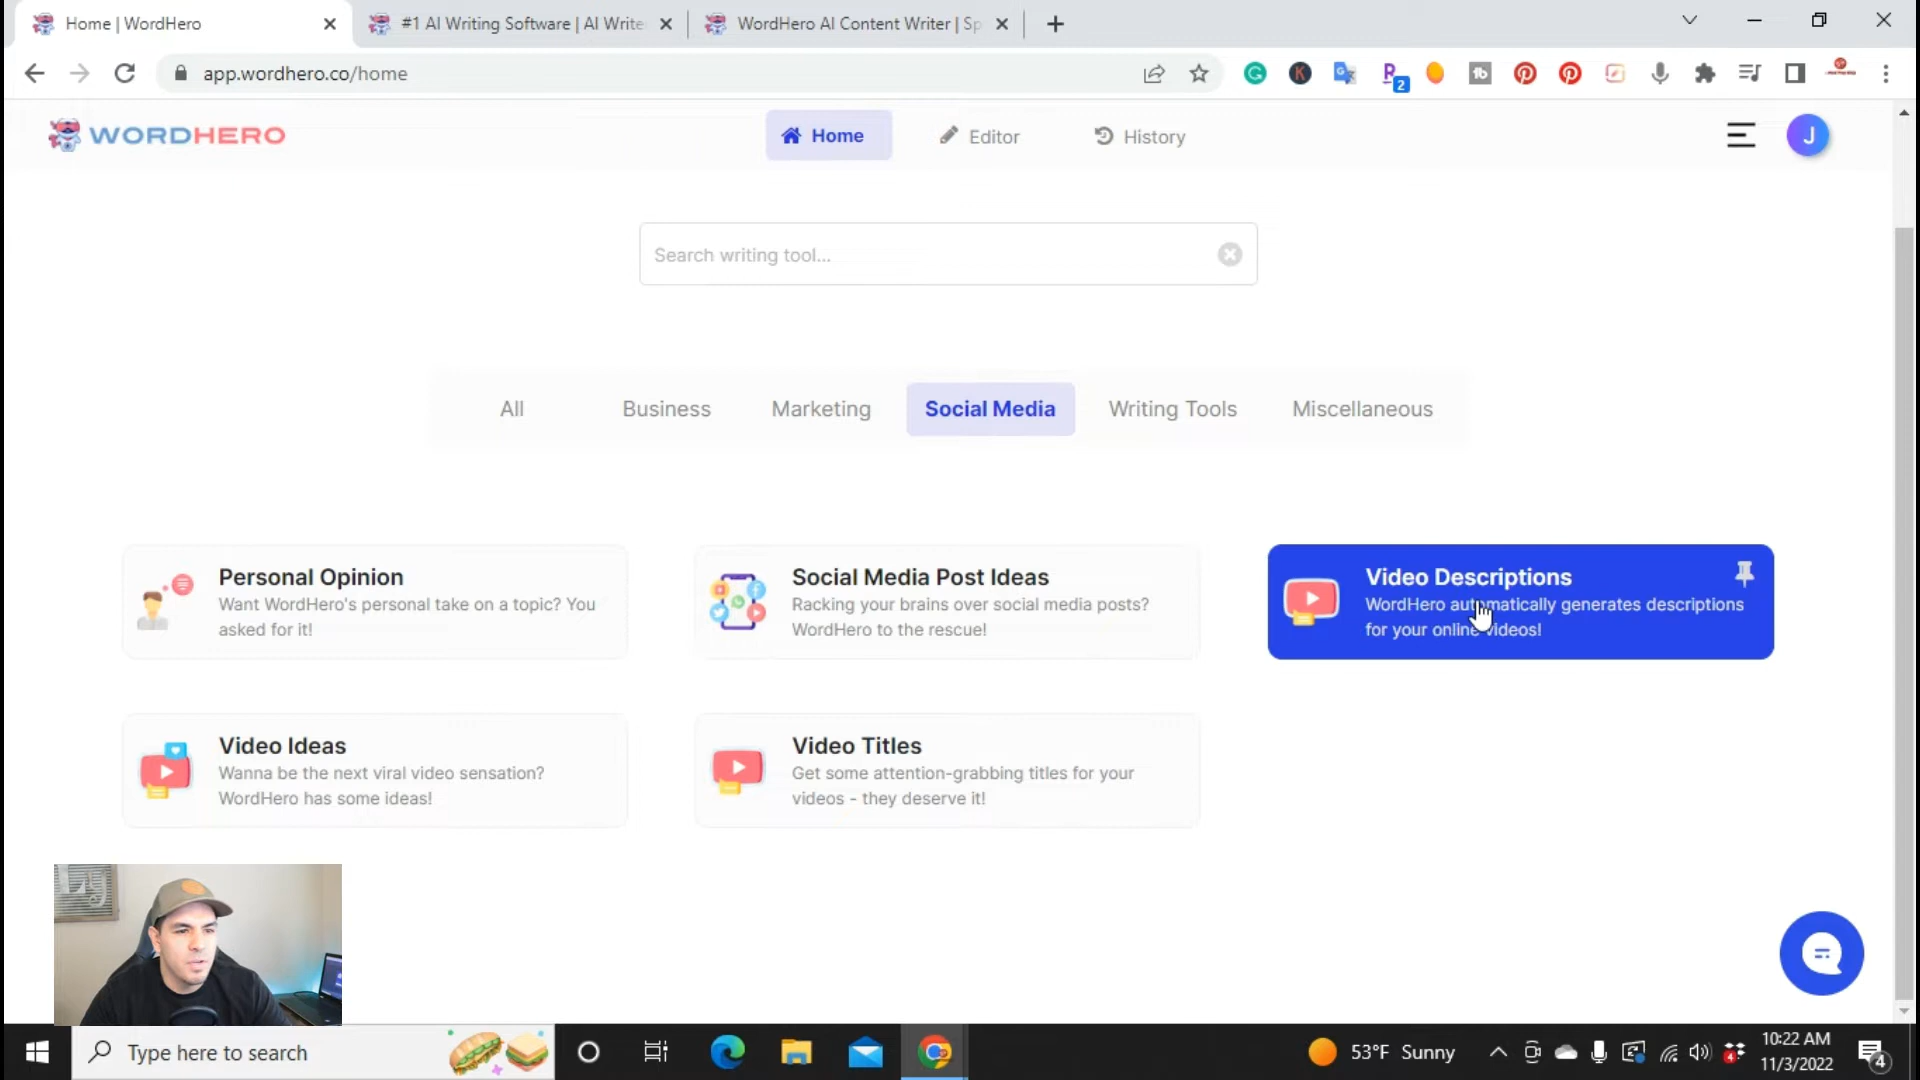 Home | WordHero
#1 AI Writing Software | AI Write
WordHero AI Content Writer | Sp
app.wordhero.co/home
K
2
tb
WORDHERO
Home
Editor
History
J
Search writing tool...
All
Business
Marketing
Social Media
Writing Tools
Miscellaneous
Personal Opinion
Want WordHero's personal take on a topic? You
asked for it!
Social Media Post Ideas
Racking your brains over social media posts?
WordHero to the rescue!
Video Descriptions
WordHero automatically generates descriptions
for your online videos!
Video Ideas
Wanna be the next viral video sensation?
WordHero has some ideas!
Video Titles
Get some attention-grabbing titles for your
videos - they deserve it!
Type here to search
53°F Sunny
4
10:22 AM
11/3/2022
4